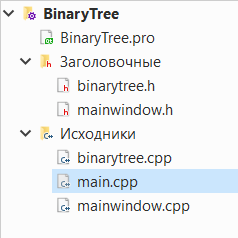 BinaryTree
BinaryTree.pro
Заголовочные
binarytree.h
mainwindow.h
Исходники
binarytree.cpp
main.cpp
mainwindow.cpp